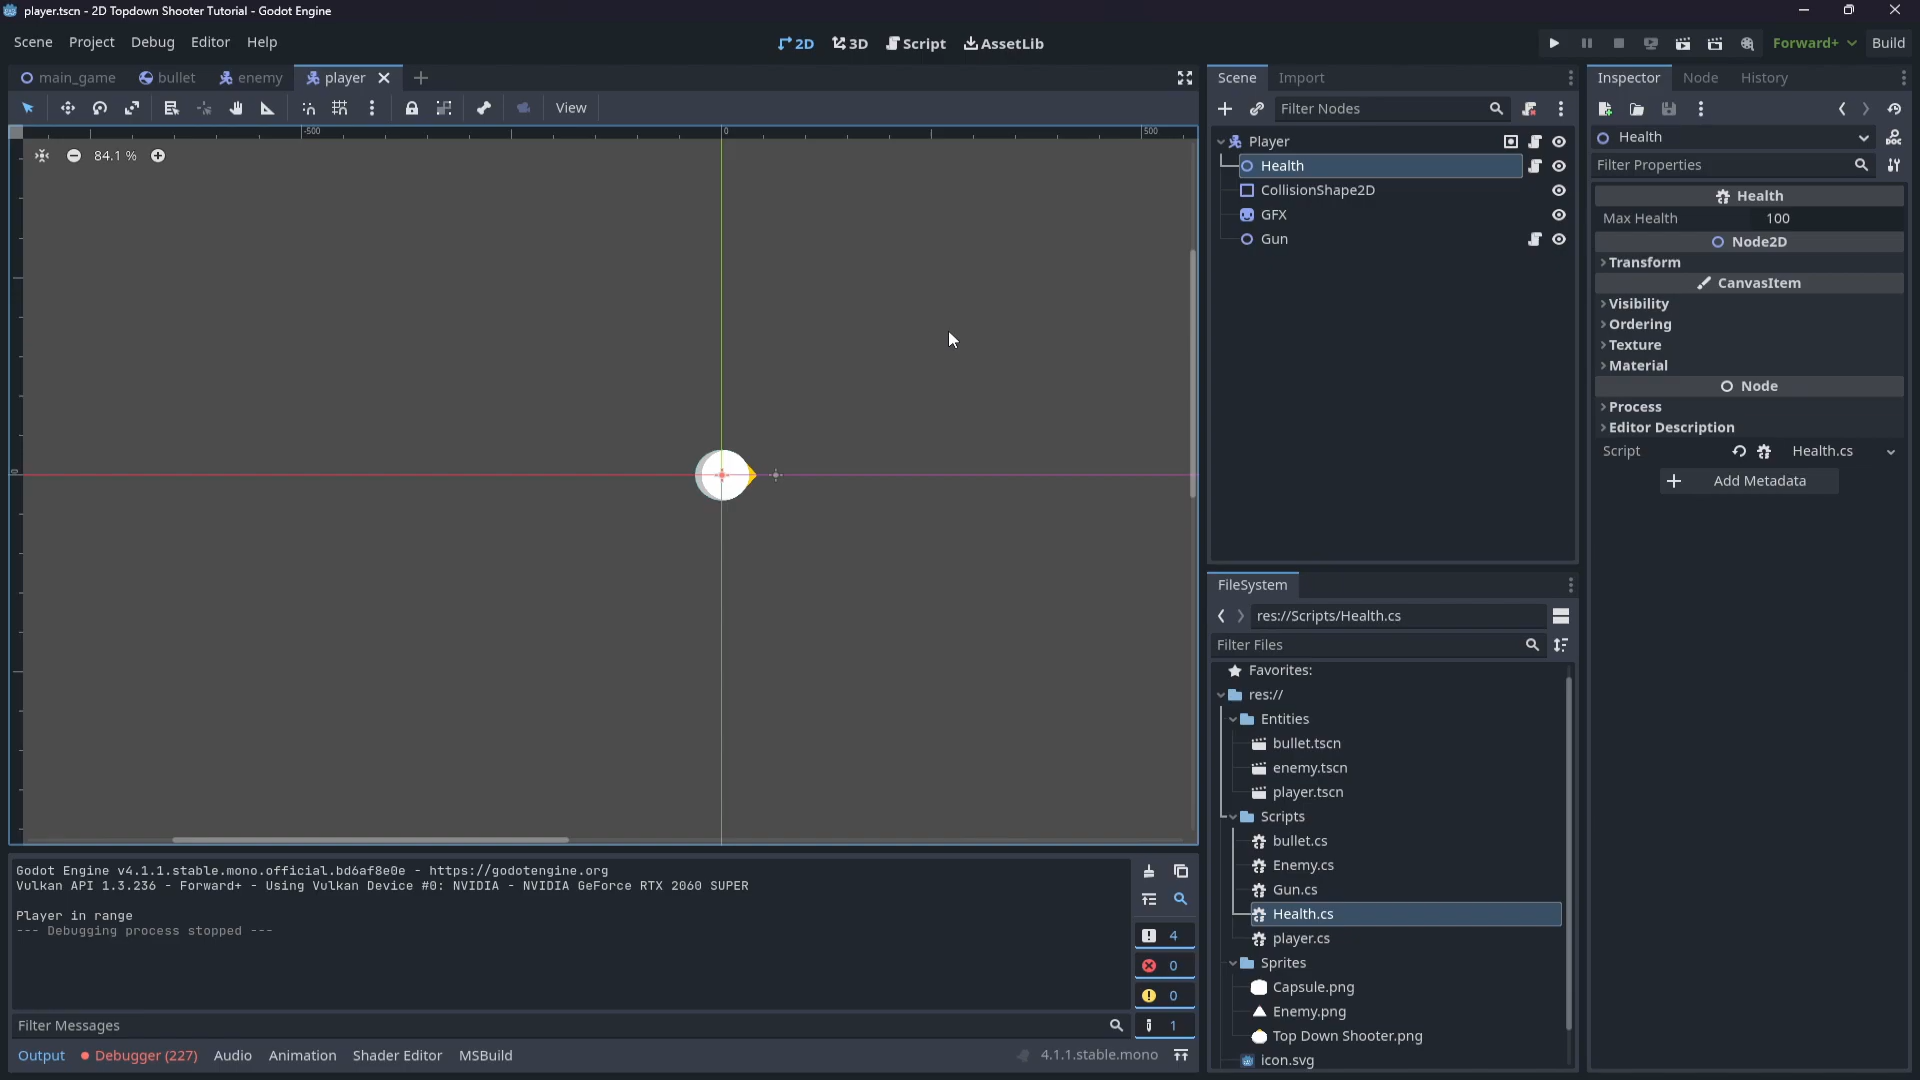 player.tscn - 2D Topdown Shooter Tutorial - Godot Engine
Scene Project Debug Editor Help
2D 3D Script AssetLib
Forward+ Build
main_game bullet enemy player
View
-500 0 500
84.1 %
0
Scene Import
Filter Nodes
Player
Health
CollisionShape2D
GFX
Gun
Inspector Node History
Health
DOC
Filter Properties
Health
Max Health 100
Node2D
Transform
CanvasItem
Visibility
Ordering
Texture
Material
Node
Process
Editor Description
Script Health.cs
Add Metadata
FileSystem
res://Scripts/Health.cs
Filter Files
Favorites:
res://
Entities
bullet.tscn
enemy.tscn
player.tscn
Scripts
bullet.cs
Enemy.cs
Gun.cs
Health.cs
player.cs
Sprites
Capsule.png
Enemy.png
Top Down Shooter.png
icon.svg
Godot Engine v4.1.1.stable.mono.official.bd6af8e0e - https://godotengine.org
Vulkan API 1.3.236 - Forward+ - Using Vulkan Device #0: NVIDIA - NVIDIA GeForce RTX 2060 SUPER
Player in range
--- Debugging process stopped ---
4
0
0
1
Filter Messages
Output Debugger (227) Audio Animation Shader Editor MSBuild
4.1.1.stable.mono